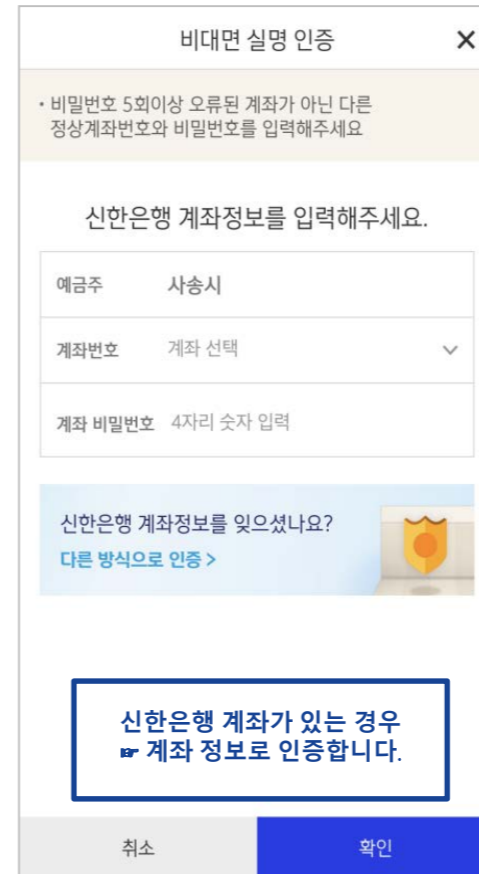 비대면 실명 인증
• 비밀번호 5회이상 오류된 계좌가 아닌 다른
정상계좌번호와 비밀번호를 입력해주세요
신한은행 계좌정보를 입력해주세요.
예금주 사송시
계좌번호 계좌 선택
계좌 비밀번호 4자리 숫자 입력
신한은행 계좌정보를 잊으셨나요?
다른 방식으로 인증 >
신한은행 계좌가 있는 경우
☞ 계좌 정보로 인증합니다.
취소 확인